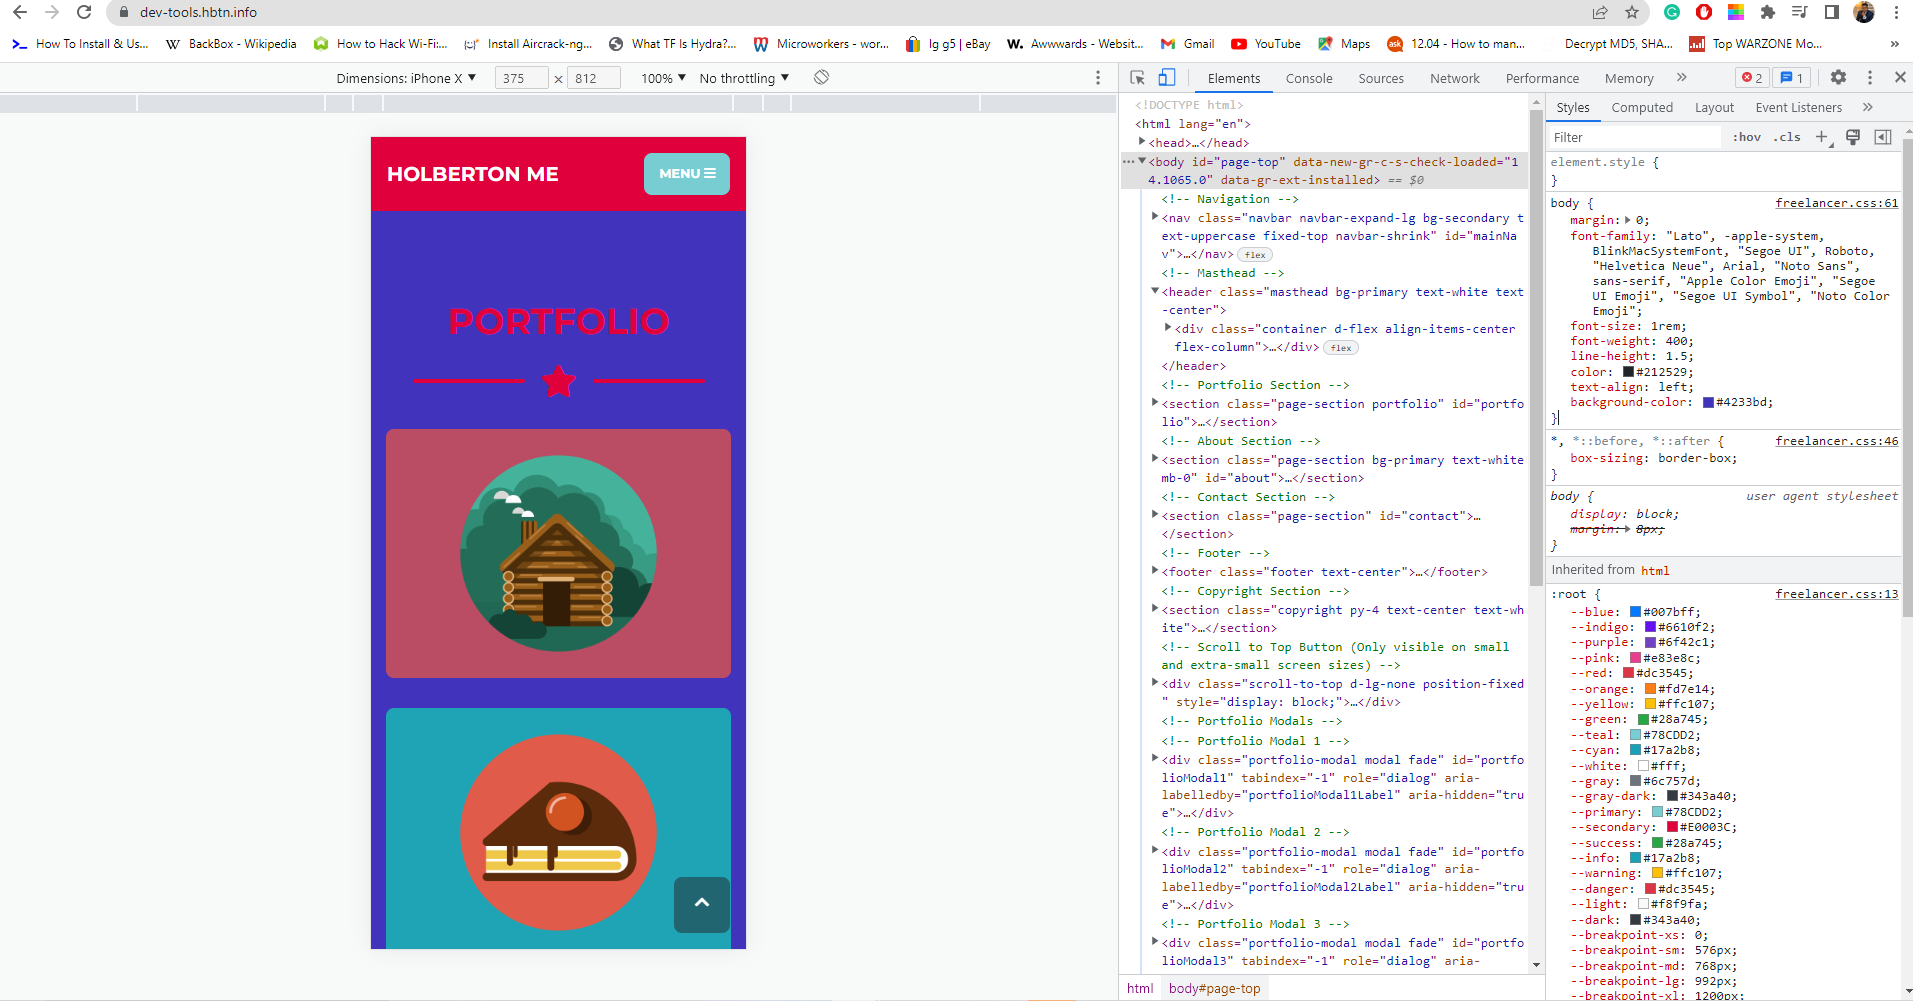 dev-tools.hbtn.info
How To Install & Us...
BackBox - Wikipedia
How to Hack Wi-Fi:...
Install Aircrack-ng...
What TF Is Hydra?...
Microworkers - wor...
lg g5 | eBay
Awwwards - Websit...
Gmail
YouTube
Maps
12.04 - How to man...
Decrypt MD5, SHA...
Top WARZONE Mo...
»
Dimensions: iPhone X ▼ 375 × 812 100% ▼ No throttling ▼
HOLBERTON ME
MENU
PORTFOLIO
Elements Console Sources Network Performance Memory » 2 1
<!DOCTYPE html>
<html lang="en">
<head>…</head>
<body id="page-top" data-new-gr-c-s-check-loaded="1
4.1065.0" data-gr-ext-installed> == $0
<!-- Navigation -->
<nav class="navbar navbar-expand-lg bg-secondary t
ext-uppercase fixed-top navbar-shrink" id="mainNa
v">…</nav> flex
<!-- Masthead -->
<header class="masthead bg-primary text-white text
-center">
<div class="container d-flex align-items-center
flex-column">…</div> flex
</header>
<!-- Portfolio Section -->
<section class="page-section portfolio" id="portfo
lio">…</section>
<!-- About Section -->
<section class="page-section bg-primary text-white
mb-0" id="about">…</section>
<!-- Contact Section -->
<section class="page-section" id="contact">…
</section>
<!-- Footer -->
<footer class="footer text-center">…</footer>
<!-- Copyright Section -->
<section class="copyright py-4 text-center text-wh
ite">…</section>
<!-- Scroll to Top Button (Only visible on small
and extra-small screen sizes) -->
<div class="scroll-to-top d-lg-none position-fixed
" style="display: block;">…</div>
<!-- Portfolio Modals -->
<!-- Portfolio Modal 1 -->
<div class="portfolio-modal modal fade" id="portf
olioModal1" tabindex="-1" role="dialog" aria-
labelledby="portfolioModal1Label" aria-hidden="tru
e">…</div>
<!-- Portfolio Modal 2 -->
<div class="portfolio-modal modal fade" id="portf
olioModal2" tabindex="-1" role="dialog" aria-
labelledby="portfolioModal2Label" aria-hidden="tru
e">…</div>
<!-- Portfolio Modal 3 -->
<div class="portfolio-modal modal fade" id="portf
olioModal3" tabindex="-1" role="dialog" aria-
html body#page-top
Styles Computed Layout Event Listeners »
Filter :hov .cls +
element.style {
}
body { freelancer.css:61
margin: 0;
font-family: "Lato", -apple-system,
BlinkMacSystemFont, "Segoe UI", Roboto,
"Helvetica Neue", Arial, "Noto Sans",
sans-serif, "Apple Color Emoji", "Segoe
UI Emoji", "Segoe UI Symbol", "Noto Color
Emoji";
font-size: 1rem;
font-weight: 400;
line-height: 1.5;
color: #212529;
text-align: left;
background-color: #4233bd;
}
*, *::before, *::after { freelancer.css:46
box-sizing: border-box;
}
body { user agent stylesheet
display: block;
margin: 8px;
}
Inherited from html
:root { freelancer.css:13
--blue: #007bff;
--indigo: #6610f2;
--purple: #6f42c1;
--pink: #e83e8c;
--red: #dc3545;
--orange: #fd7e14;
--yellow: #ffc107;
--green: #28a745;
--teal: #78CDD2;
--cyan: #17a2b8;
--white: #fff;
--gray: #6c757d;
--gray-dark: #343a40;
--primary: #78CDD2;
--secondary: #E0003C;
--success: #28a745;
--info: #17a2b8;
--warning: #ffc107;
--danger: #dc3545;
--light: #f8f9fa;
--dark: #343a40;
--breakpoint-xs: 0;
--breakpoint-sm: 576px;
--breakpoint-md: 768px;
--breakpoint-lg: 992px;
--breakpoint-xl: 1200px;